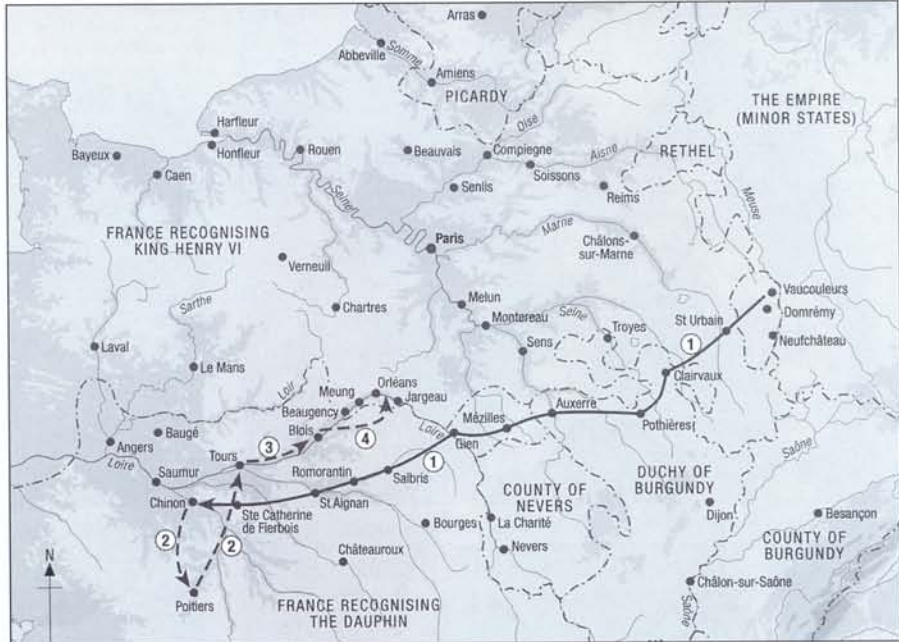 Arras
Abbeville
Somme
Amiens
PICARDY
THE EMPIRE
(MINOR STATES)
Oise
Harfleur
Honfleur
Rouen
Beauvais
Compiegne
Aisne
RETHEL
Bayeux
Caen
Soissons
Senlis
Reims
Meuse
Seine
Paris
Marne
Châlons-
sur-Marne
FRANCE RECOGNISING
KING HENRY VI
Verneuil
Chartres
Melun
Montereau
Seine
Troyes
Vaucouleurs
St Urbain
Domrémy
Neufchâteau
Sarthe
Sens
1
Clairvaux
Laval
Le Mans
Loir
Orléans
Meung
Jargeau
Beaugency
Mézilles
Auxerre
Pothières
Baugé
Blois
3
4
Loire
Gien
Saône
Angers
Loire
Tours
Saumur
Romorantin
Salbris
1
DUCHY OF
BURGUNDY
Chinon
Ste Catherine
de Fierbois
St Aignan
Bourges
COUNTY OF
NEVERS
La Charité
Dijon
Besançon
2
2
Châteauroux
Nevers
COUNTY OF
BURGUNDY
N
Poitiers
Châlon-sur-Saône
FRANCE RECOGNISING
THE DAUPHIN
Saône